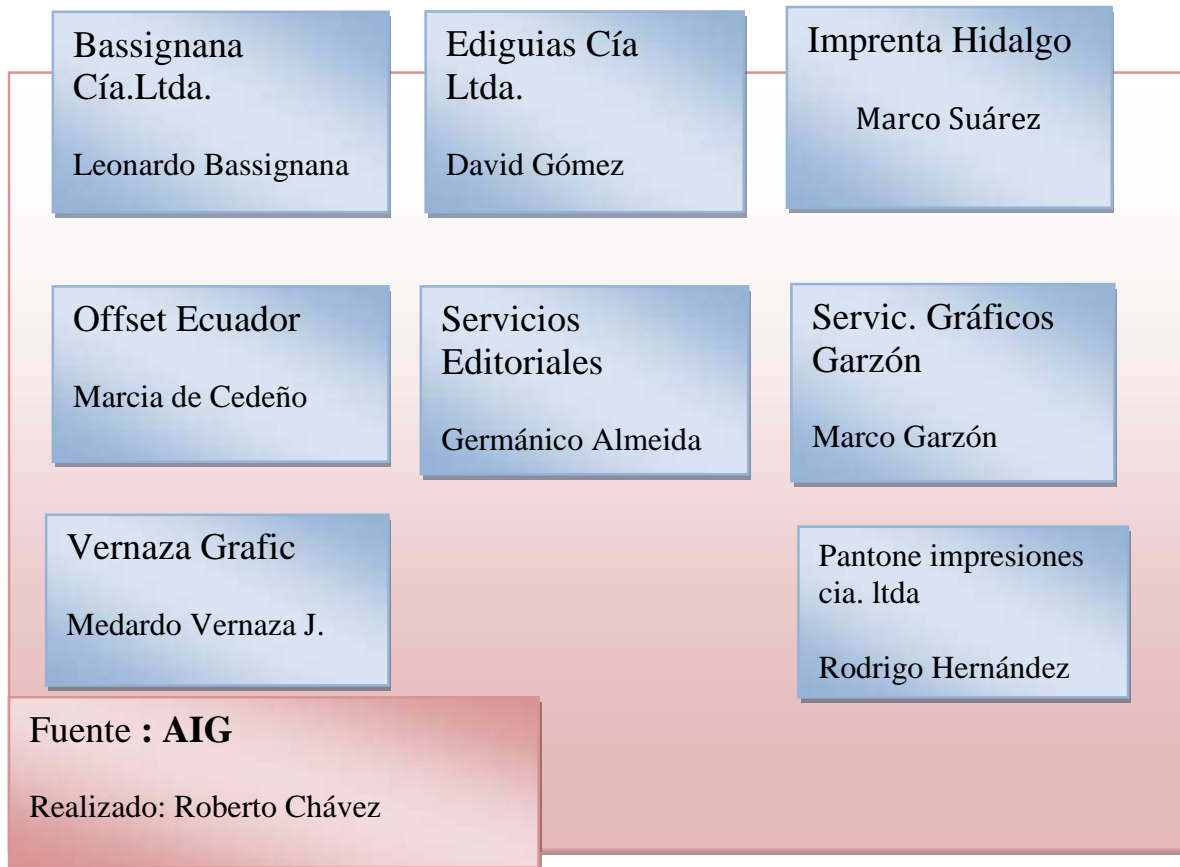 Bassignana
Cía.Ltda.
Leonardo Bassignana
Ediguias Cía
Ltda.
David Gómez
Imprenta Hidalgo
Marco Suárez
Offset Ecuador
Marcia de Cedeño
Servicios
Editoriales
Germánico Almeida
Servic. Gráficos
Garzón
Marco Garzón
Vernaza Grafic
Medardo Vernaza J.
Pantone impresiones
cia. ltda
Rodrigo Hernández
Fuente : AIG
Realizado: Roberto Chávez